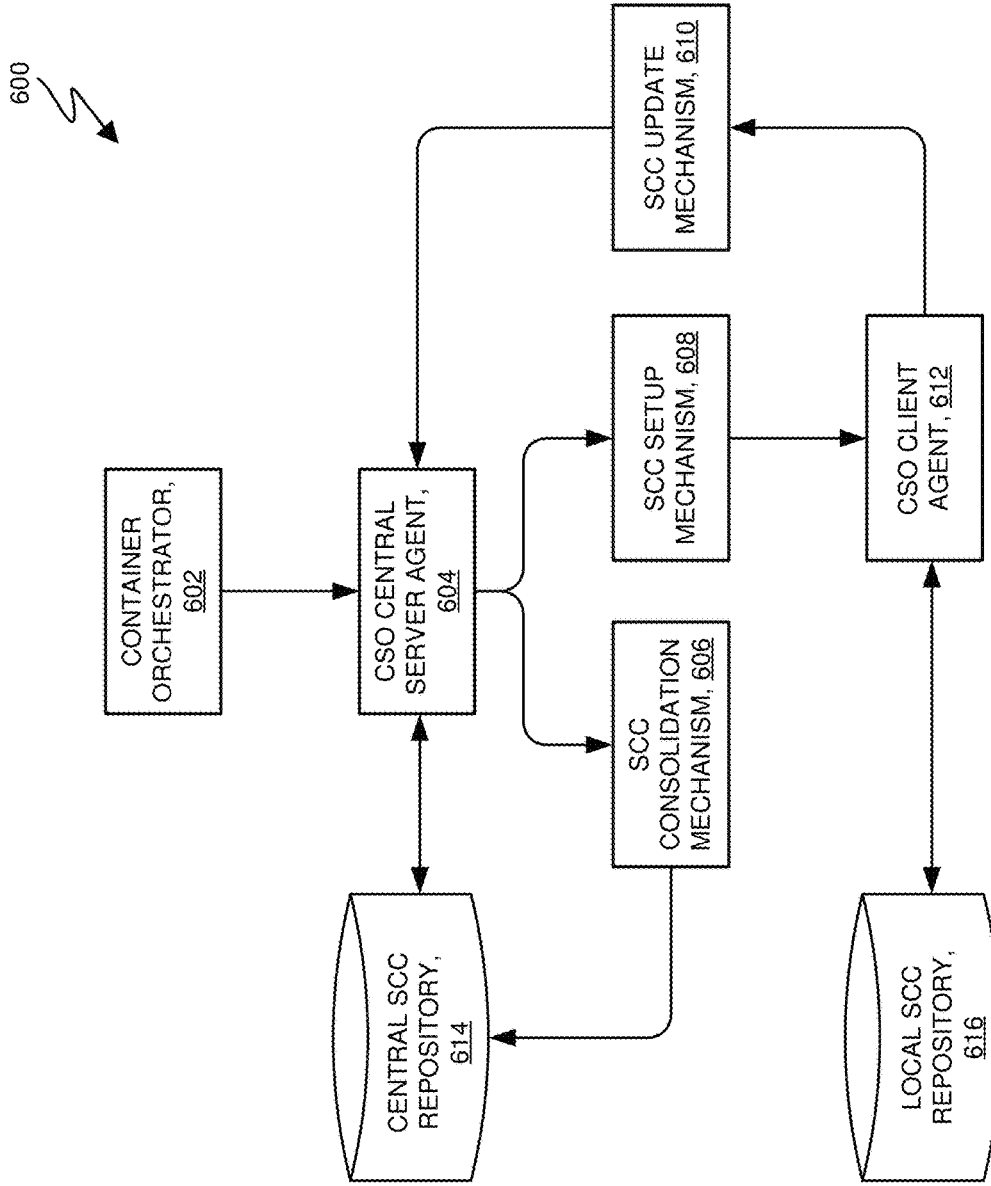 600
CONTAINER
ORCHESTRATOR,
602
CENTRAL SCC
REPOSITORY,
614
CSO CENTRAL
SERVER AGENT,
604
SCC
CONSOLIDATION
MECHANISM, 606
SCC SETUP
MECHANISM, 608
SCC UPDATE
MECHANISM, 610
LOCAL SCC
REPOSITORY,
616
CSO CLIENT
AGENT, 612